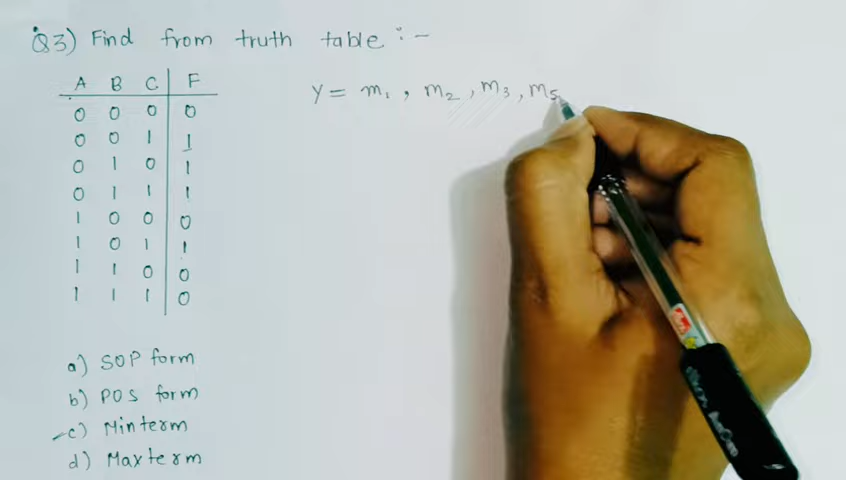 Q3) Find from truth table :-
A B C F
0 0 0 0
0 0 1 1
0 1 0 1
0 1 1 1
1 0 0 0
1 0 1 1
1 1 0 0
1 1 1 0
Y = m1, m2, m3, m5
a) SOP form
b) POS form
c) Minterm
d) Maxterm